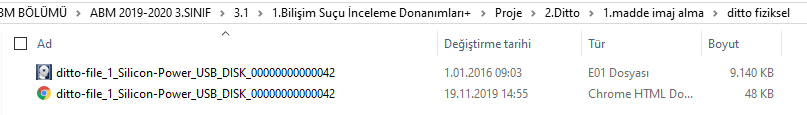 BM BÖLÜMÜ > ABM 2019-2020 3.SINIF > 3.1 > 1.Bilişim Suçu İnceleme Donanımları+ > Proje > 2.Ditto > 1.madde imaj alma > ditto fiziksel
Ad Değiştirme tarihi Tür Boyut
ditto-file_1_Silicon-Power_USB_DISK_00000000000042 1.01.2016 09:03 E01 Dosyası 9.140 KB
ditto-file_1_Silicon-Power_USB_DISK_00000000000042 19.11.2019 14:55 Chrome HTML Do... 48 KB